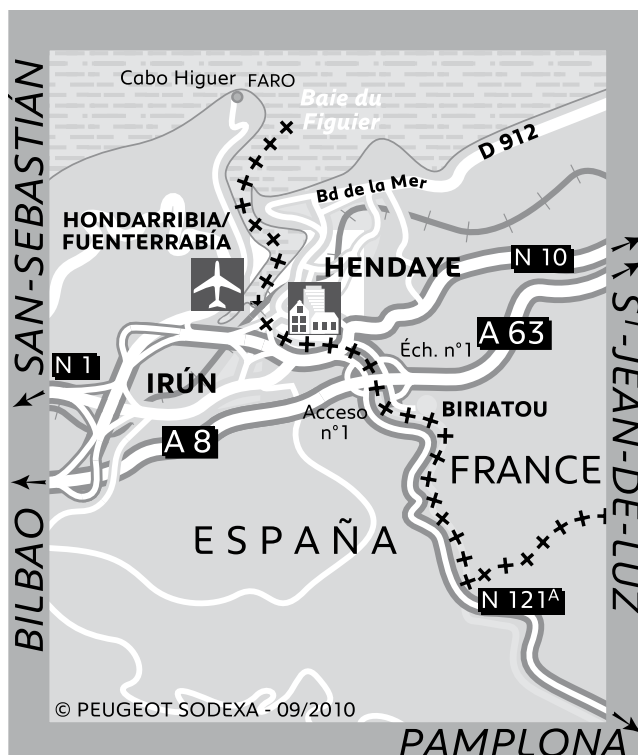 Cabo Higuer FARO
Baie du
Figuier
D 912
Bd de la Mer
HONDARRIBIA/
FUENTERRABÍA
HENDAYE
N 10
A 63
N 1
IRÚN
Éch. n°1
Acceso
n°1
BIRIATOU
A 8
FRANCE
ESPAÑA
N 121ᴬ
© PEUGEOT SODEXA - 09/2010
SAN-SEBASTIÁN
BILBAO
Sᵀ-JEAN-DE-LUZ
PAMPLONA